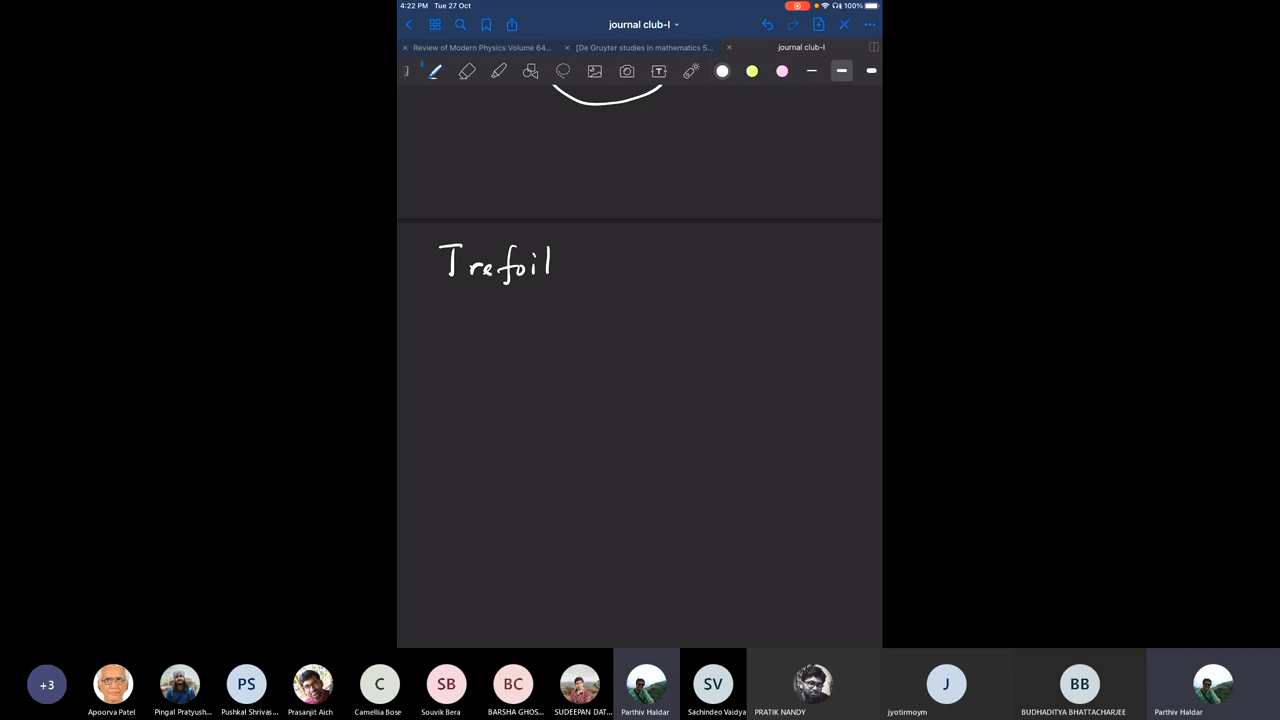 4:22 PM Tue 27 Oct 100%
journal club-I
Review of Modern Physics Volume 64... [De Gruyter studies in mathematics 5... journal club-I
Trefoil
+3 PS C SB BC SV J BB
Apoorva Patel Pingal Pratyush... Pushkal Shrivas... Prasanjit Aich Camellia Bose Souvik Bera BARSHA GHOS... SUDEEPAN DAT... Parthiv Haldar Sachindeo Vaidya PRATIK NANDY jyotirmoym BUDHADITYA BHATTACHARJEE Parthiv Haldar